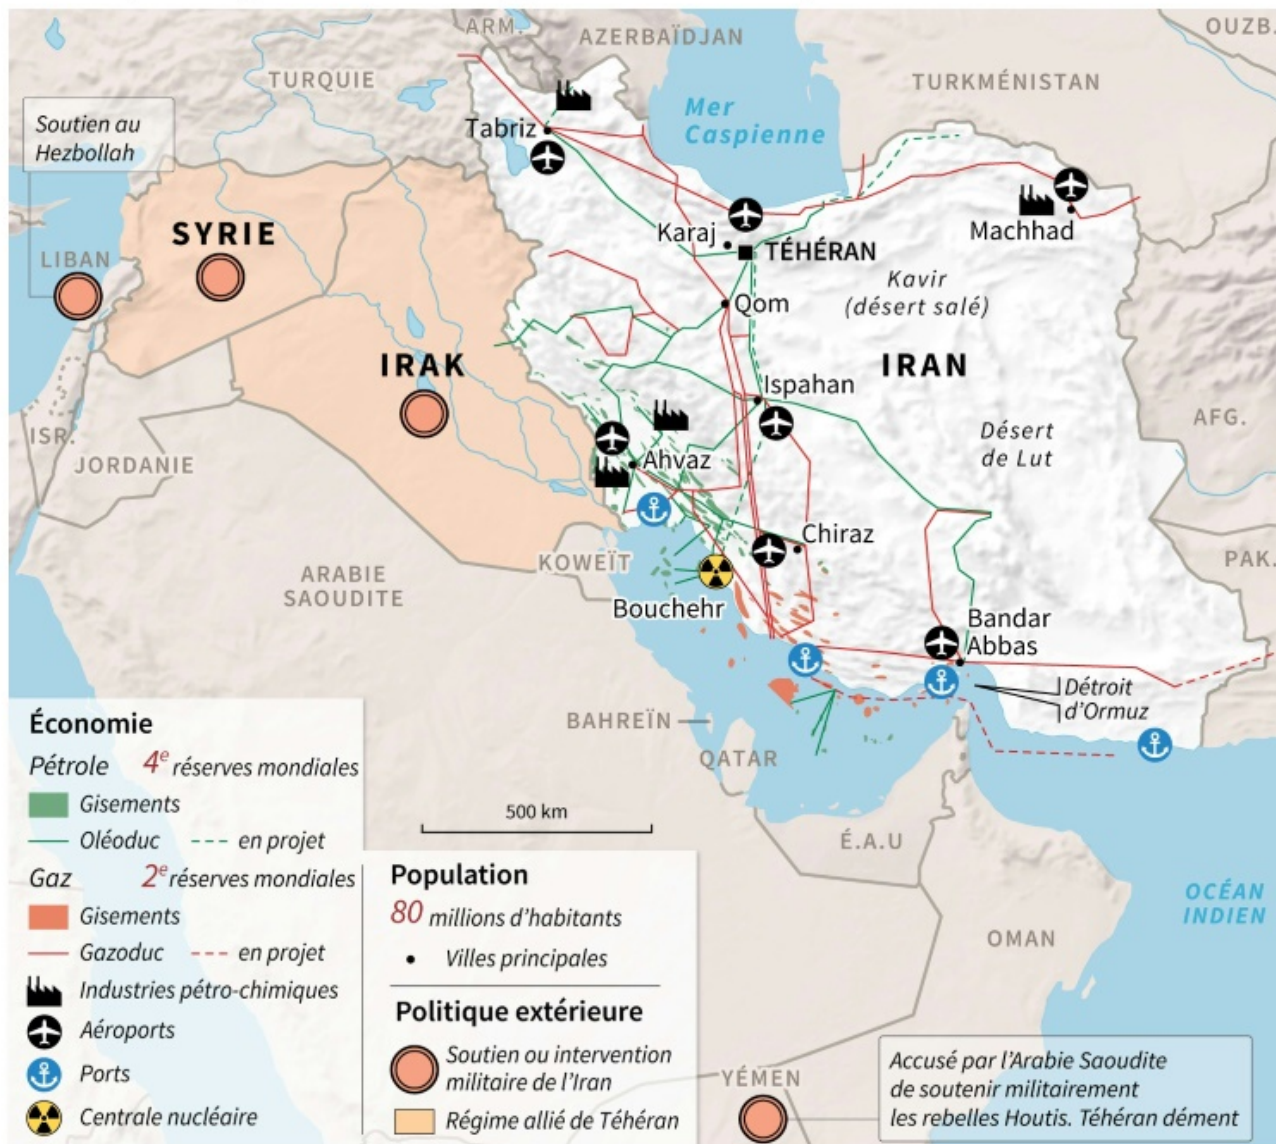 ARM.
AZERBAÏDJAN
OUZB.
TURQUIE
TURKMÉNISTAN
Mer
Caspienne
Soutien au
Hezbollah
Tabriz
SYRIE
LIBAN
Karaj
TÉHÉRAN
Machhad
Kavir
(désert salé)
Qom
IRAK
IRAN
Ispahan
AFG.
ISR.
JORDANIE
Désert
de Lut
Ahvaz
Chiraz
KOWEÏT
PAK.
ARABIE
SAOUDITE
Bouchehr
Bandar
Abbas
Détroit
d'Ormuz
BAHREÏN
QATAR
É.A.U
OCÉAN
INDIEN
OMAN
YÉMEN
500 km
Économie
Pétrole 4e réserves mondiales
Gisements
Oléoduc en projet
Gaz 2e réserves mondiales
Gisements
Gazoduc en projet
Industries pétro-chimiques
Aéroports
Ports
Centrale nucléaire
Population
80 millions d'habitants
Villes principales
Politique extérieure
Soutien ou intervention
militaire de l'Iran
Régime allié de Téhéran
Accusé par l'Arabie Saoudite
de soutenir militairement
les rebelles Houtis. Téhéran dément